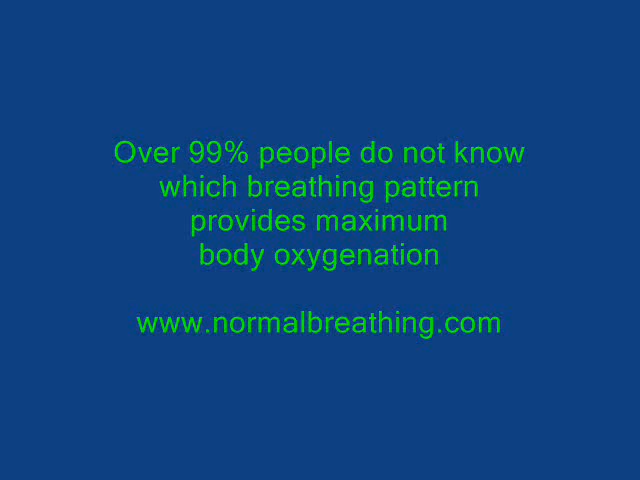 Over 99% people do not know
which breathing pattern
provides maximum
body oxygenation
www.normalbreathing.com